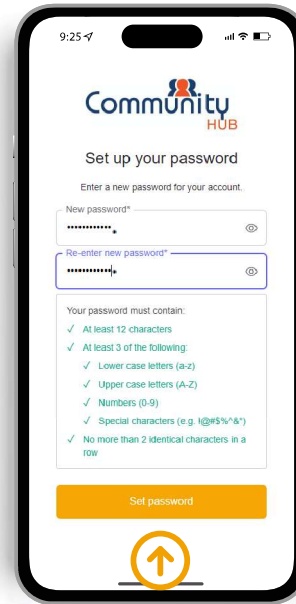 9:25
Community
HUB
Set up your password
Enter a new password for your account.
New password*
••••••••••••*
Re-enter new password*
••••••••••••*
Your password must contain:
✓ At least 12 characters
✓ At least 3 of the following:
✓ Lower case letters (a-z)
✓ Upper case letters (A-Z)
✓ Numbers (0-9)
✓ Special characters (e.g. !@#$%^&*)
✓ No more than 2 identical characters in a
row
Set password